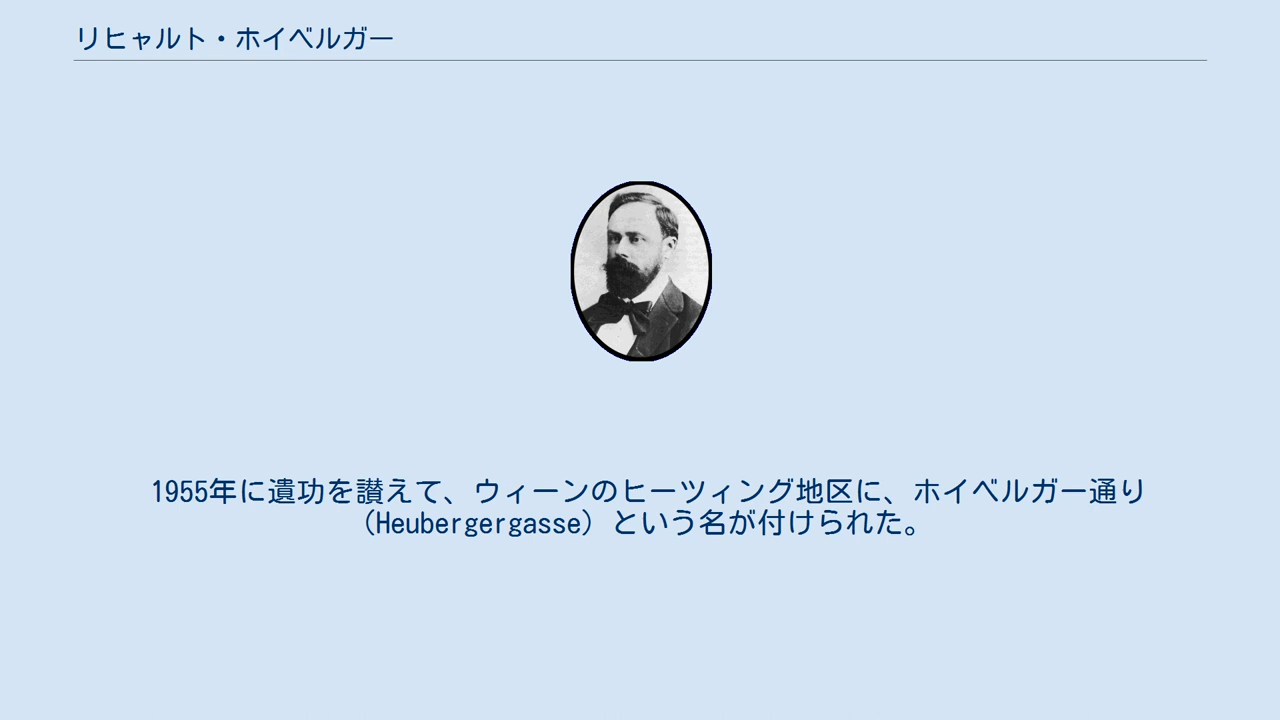 リヒャルト・ホイベルガー
1955年に遺功を讃えて、ウィーンのヒーツィング地区に、ホイベルガー通り
（Heubergergasse）という名が付けられた。